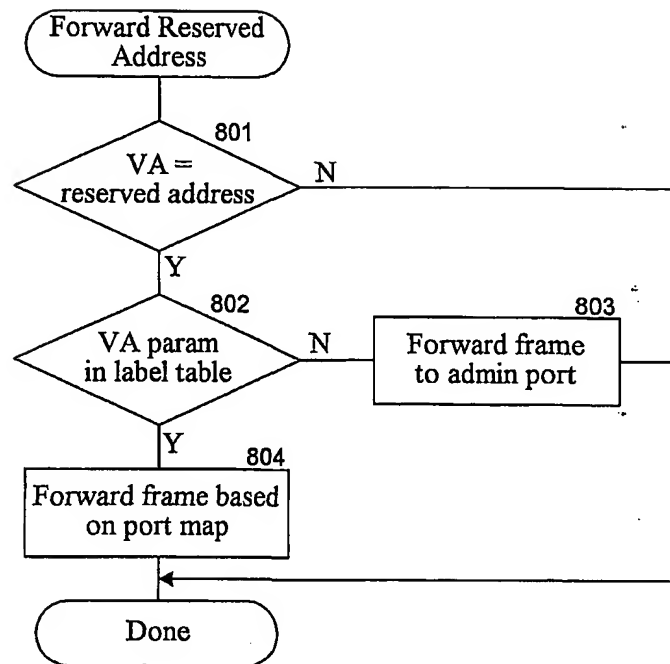 Forward Reserved
Address
801
VA =
reserved address
N
Y
802
VA param
in label table
N
803
Forward frame
to admin port
Y
804
Forward frame based
on port map
Done